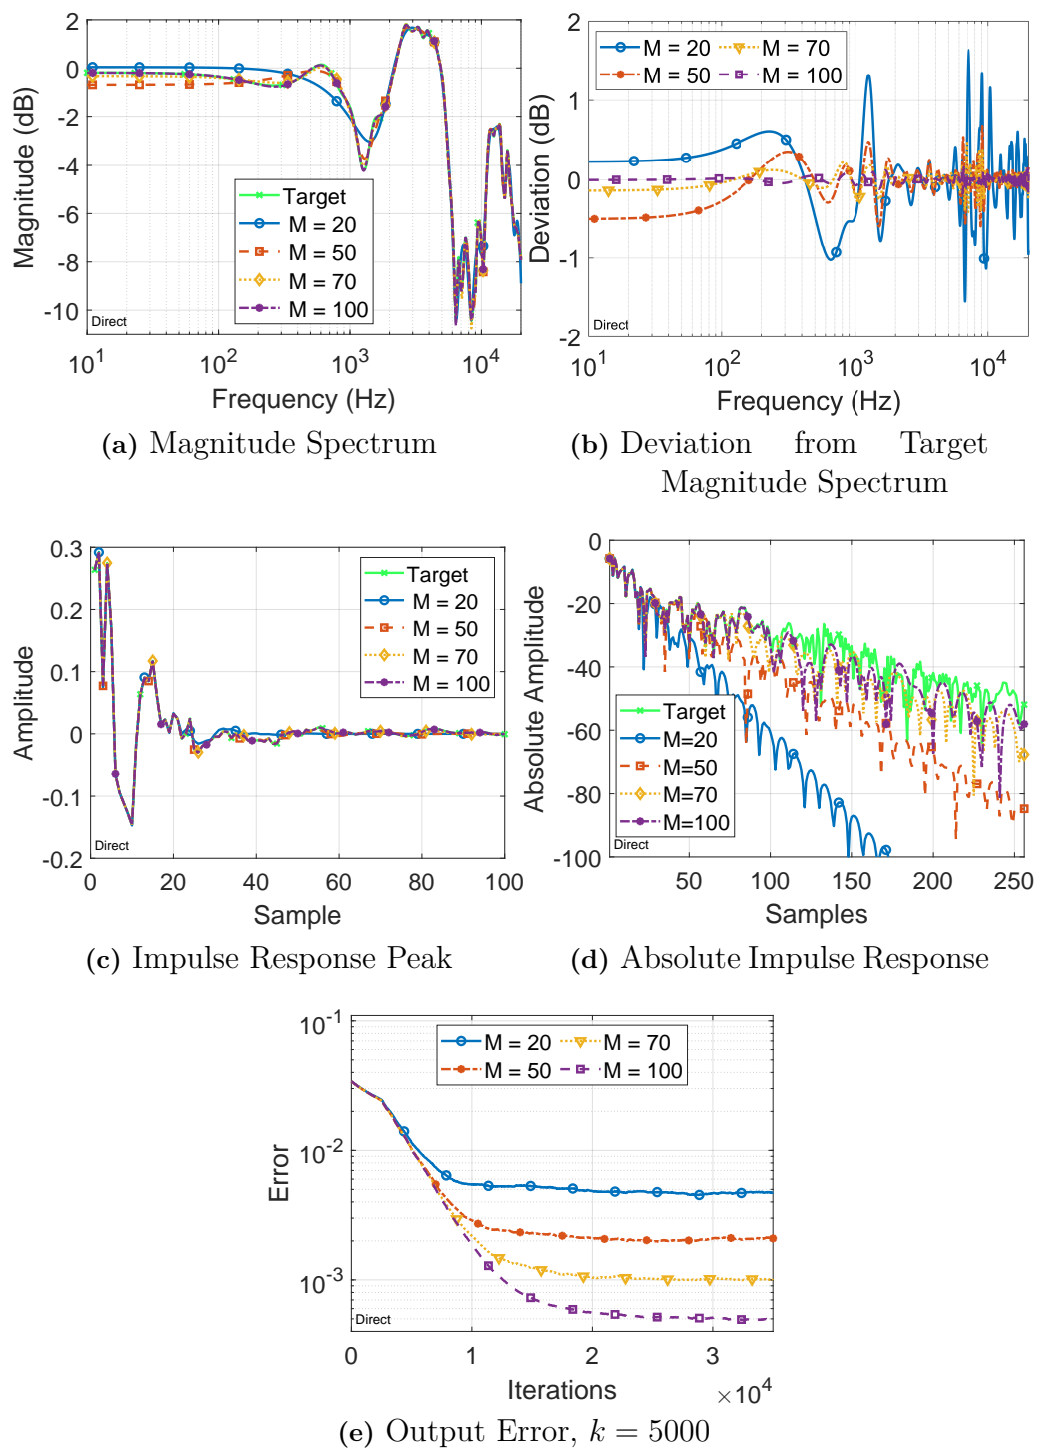 2
0
-2
-4
-6
-8
-10
Magnitude (dB)
Target
M = 20
M = 50
M = 70
M = 100
Direct
10^1
10^2
10^3
10^4
Frequency (Hz)
(a) Magnitude Spectrum
2
1
0
-1
-2
Deviation (dB)
M = 20
M = 70
M = 50
M = 100
Direct
10^1
10^2
10^3
10^4
Frequency (Hz)
(b) Deviation from Target
Magnitude Spectrum
0.3
0.2
0.1
0
-0.1
-0.2
Amplitude
Target
M = 20
M = 50
M = 70
M = 100
Direct
0 20 40 60 80 100
Sample
(c) Impulse Response Peak
0
-20
-40
-60
-80
-100
Absolute Amplitude
Target
M=20
M=50
M=70
M=100
Direct
50 100 150 200 250
Samples
(d) Absolute Impulse Response
10^-1
10^-2
10^-3
Error
M = 20
M = 70
M = 50
M = 100
Direct
0 1 2 3
Iterations
×10^4
(e) Output Error, k = 5000